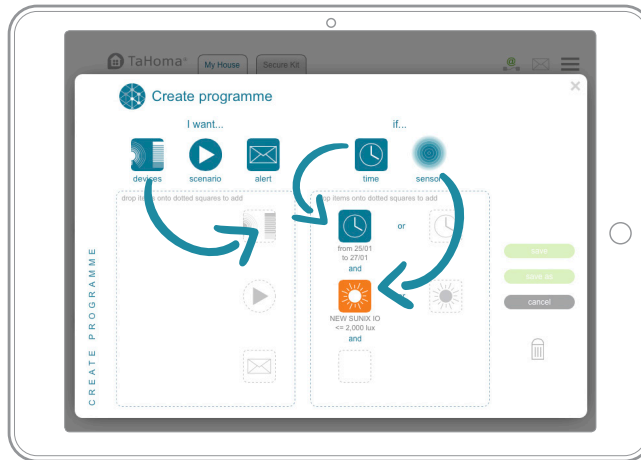 TaHoma®
My House
Secure Kit
@
Create programme
I want...
if...
devices
scenario
alert
time
sensor
drop items onto dotted squares to add
drop items onto dotted squares to add
or
from 25/01
to 27/01
and
NEW SUNIX IO
<= 2,000 lux
and
save
save as
cancel
CREATE PROGRAMME